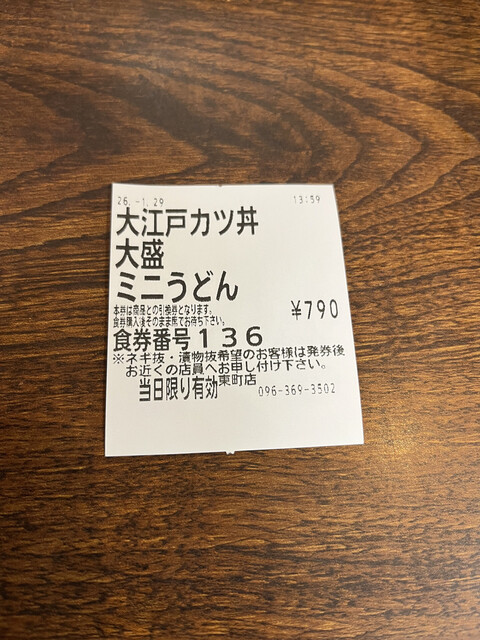 26.-1.29 13:59
大江戸カツ丼
大盛
ミニうどん
¥790
本券は商品との引換券となります。
食券購入後そのまま席でお待ち下さい。
食券番号136
※ネギ抜・漬物抜希望のお客様は発券後
お近くの店員へお申し付け下さい。
当日限り有効 東町店 096-369-3502